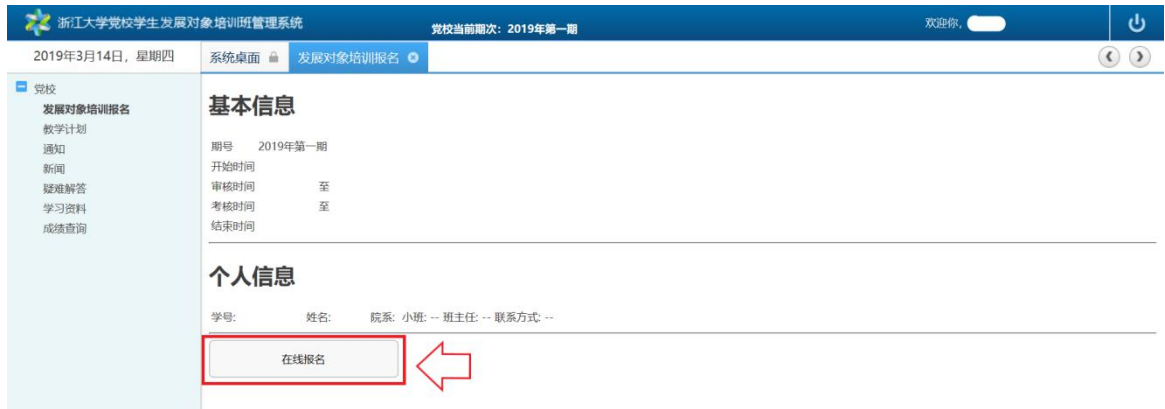 浙江大学党校学生发展对象培训班管理系统
党校当前期次：2019年第一期
欢迎你，
2019年3月14日，星期四
系统桌面
发展对象培训报名
党校
发展对象培训报名
教学计划
通知
新闻
疑难解答
学习资料
成绩查询
基本信息
期号 2019年第一期
开始时间
审核时间 至
考核时间 至
结束时间
个人信息
学号: 姓名: 院系: 小班: -- 班主任: -- 联系方式: --
在线报名